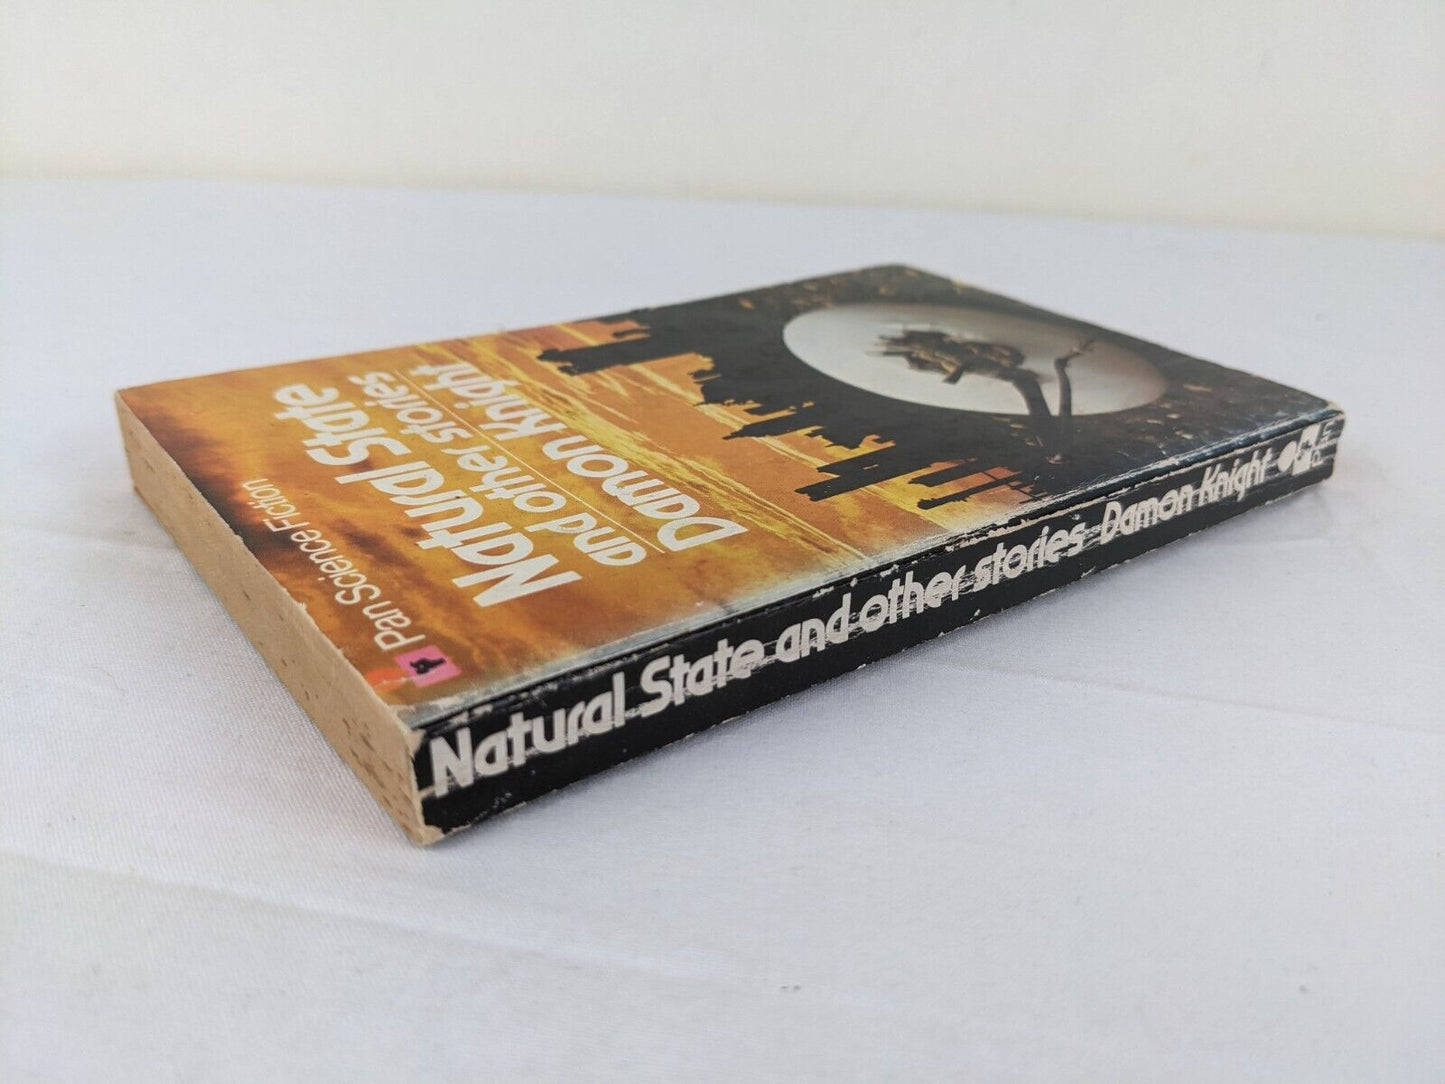 Pan Science Fiction
Natural State
and other stories
Damon Knight
Natural State and other stories Damon Knight